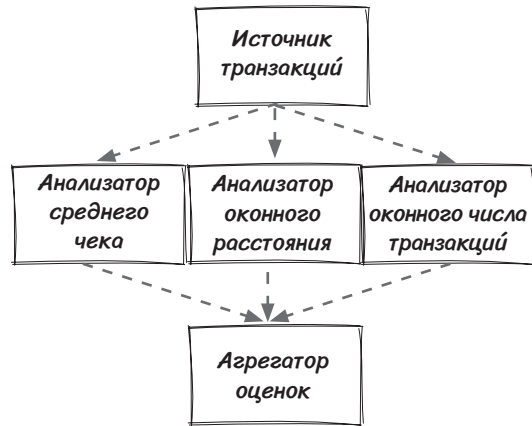 Источник
транзакций
Анализатор
среднего
чека
Анализатор
оконного
расстояния
Анализатор
оконного числа
транзакций
Агрегатор
оценок